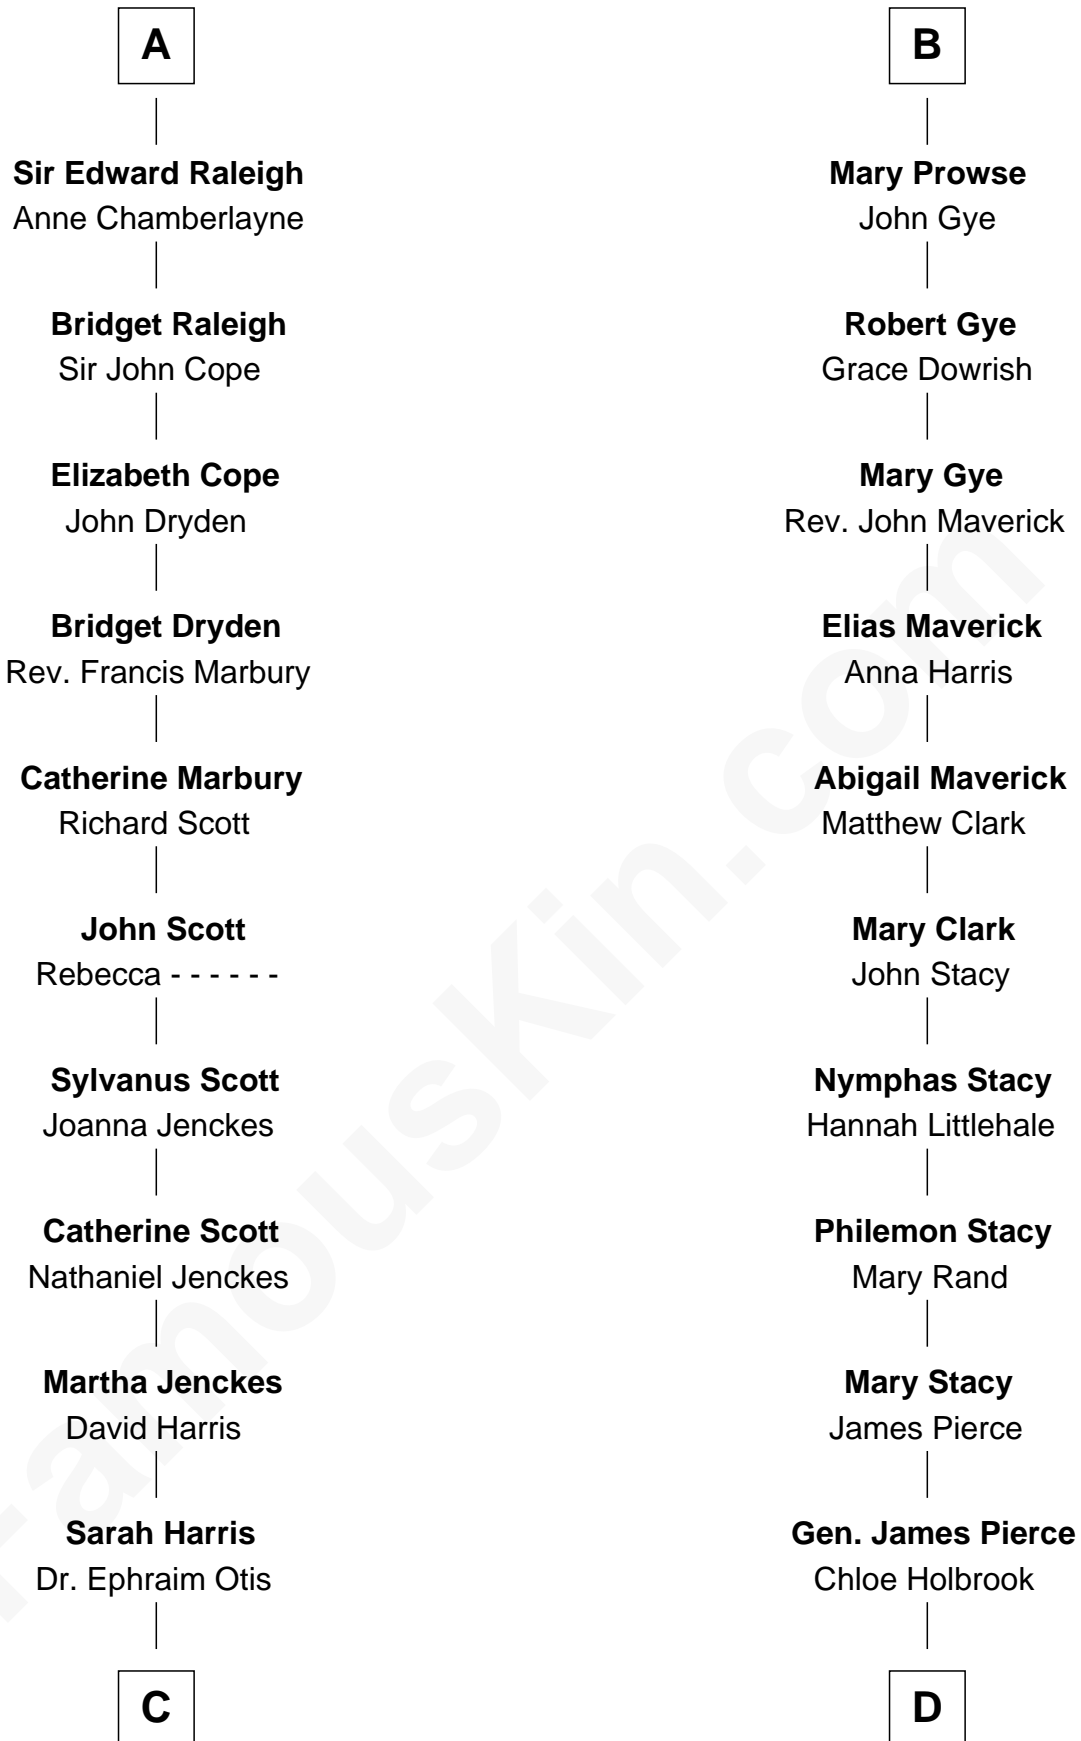 A
Sir Edward Raleigh
Anne Chamberlayne
Bridget Raleigh
Sir John Cope
Elizabeth Cope
John Dryden
Bridget Dryden
Rev. Francis Marbury
Catherine Marbury
Richard Scott
John Scott
Rebecca - - - - - -
Sylvanus Scott
Joanna Jenckes
Catherine Scott
Nathaniel Jenckes
Martha Jenckes
David Harris
Sarah Harris
Dr. Ephraim Otis
C
B
Mary Prowse
John Gye
Robert Gye
Grace Dowrish
Mary Gye
Rev. John Maverick
Elias Maverick
Anna Harris
Abigail Maverick
Matthew Clark
Mary Clark
John Stacy
Nymphas Stacy
Hannah Littlehale
Philemon Stacy
Mary Rand
Mary Stacy
James Pierce
Gen. James Pierce
Chloe Holbrook
D
FamousKin.com